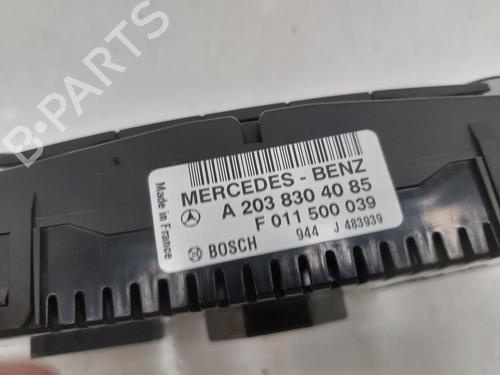 B-PARTS
Made in France
MERCEDES - BENZ
A 203 830 40 85
F 011 500 039
BOSCH 944 J 483939